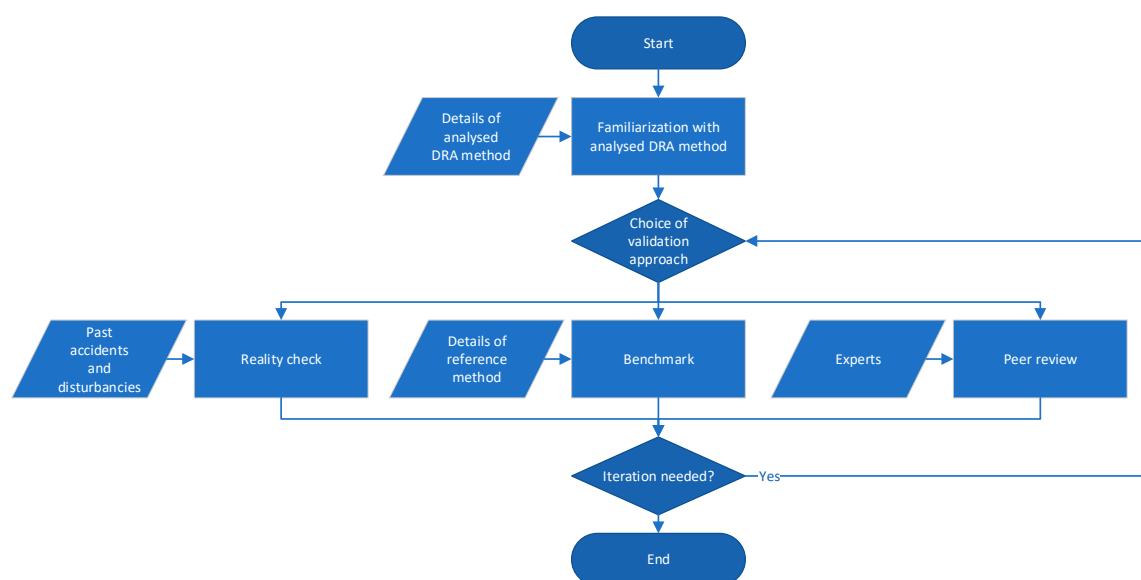 Start
Details of
analysed
DRA method
Familiarization with
analysed DRA method
Choice of
validation
approach
Past
accidents
and
disturbancies
Reality check
Details of
reference
method
Benchmark
Experts
Peer review
Iteration needed?
Yes
End